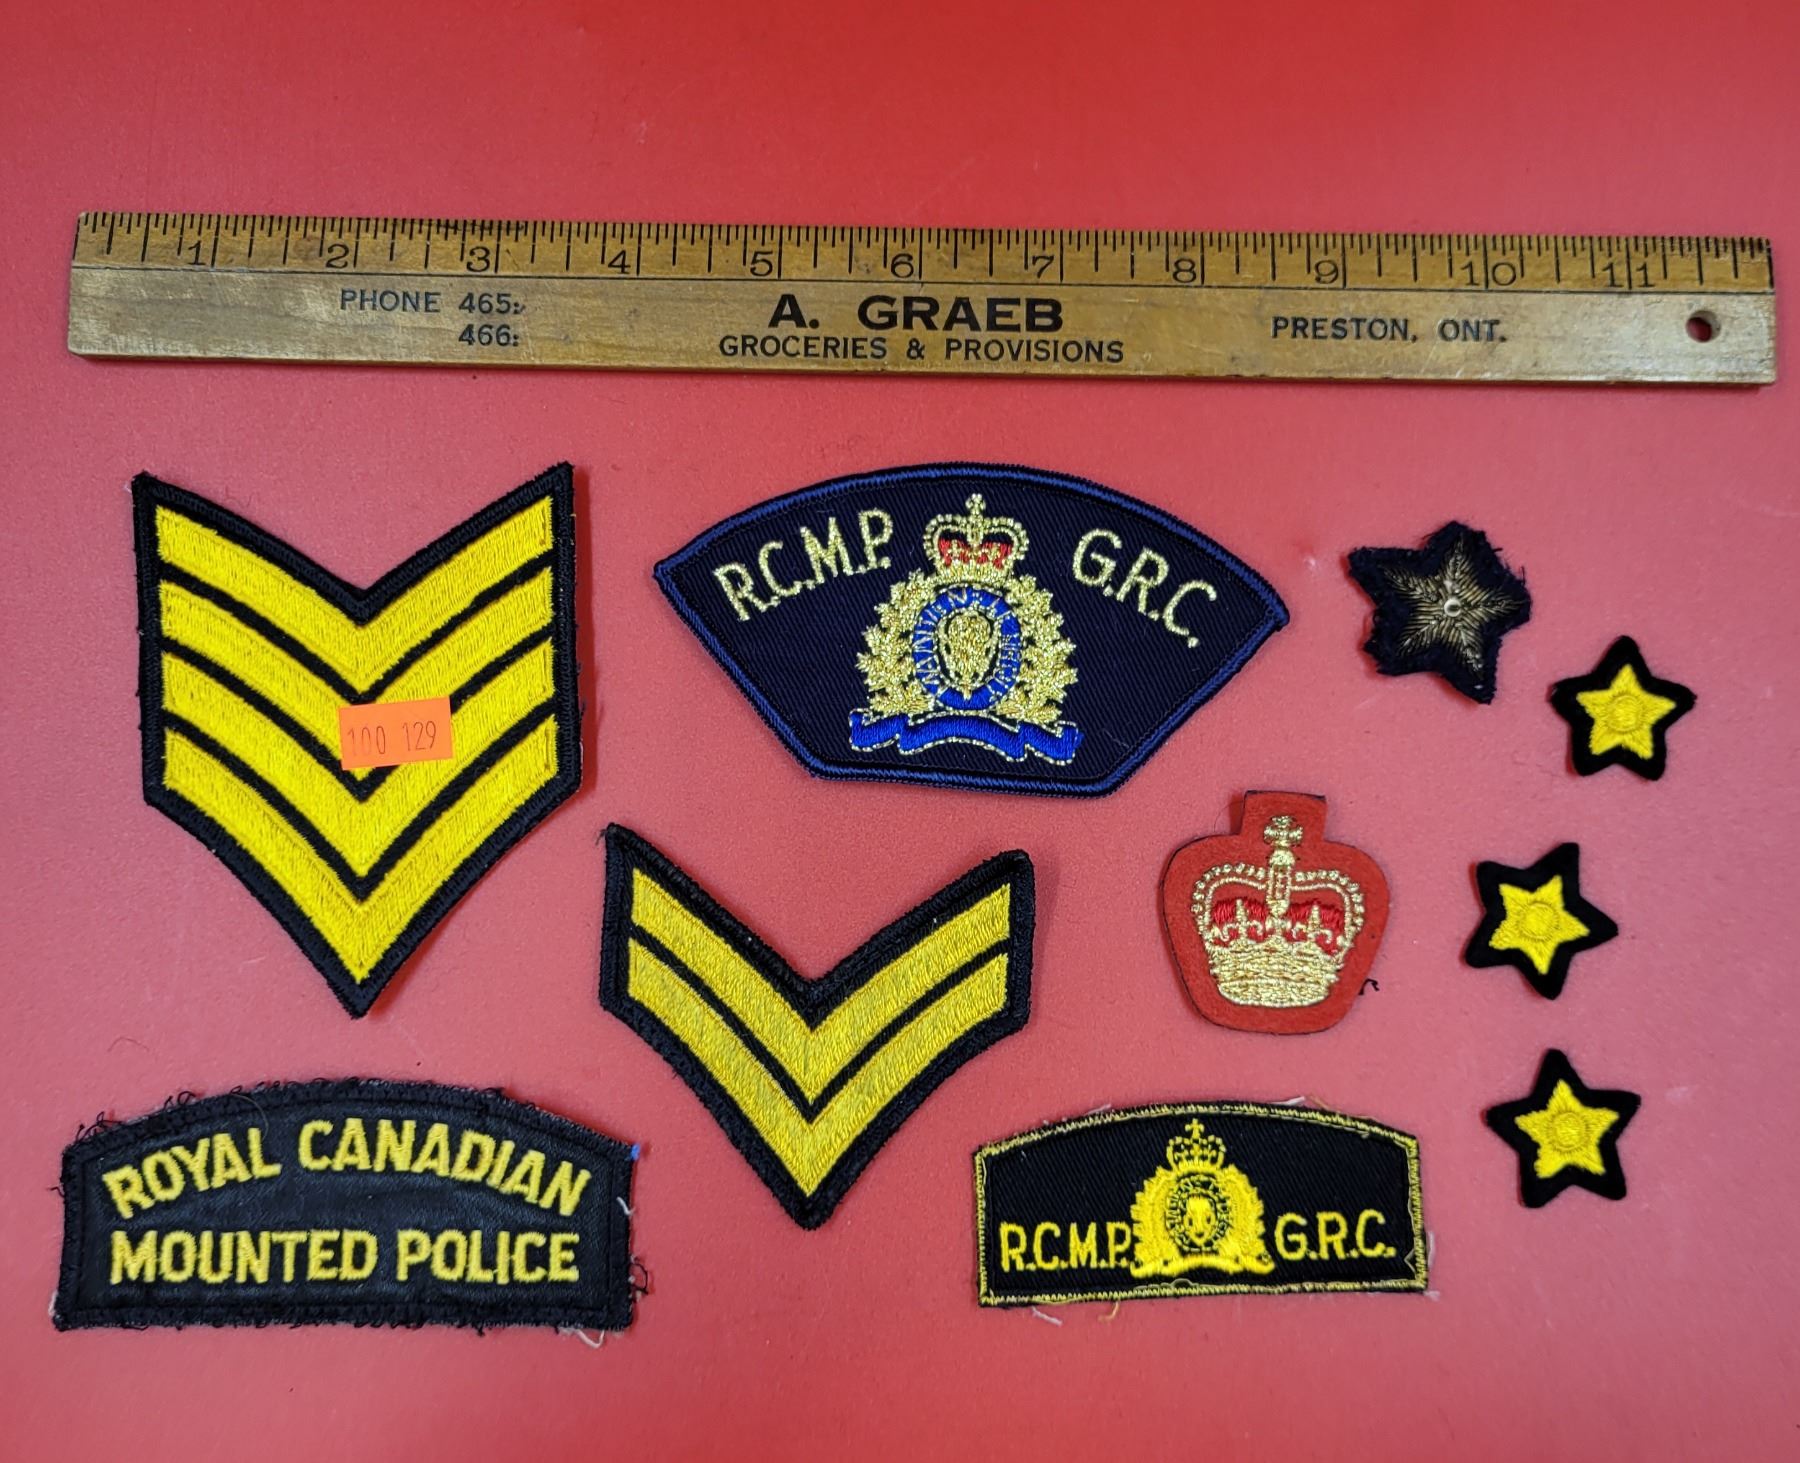 1 2 3 4 5 6 7 8 9 10 11
PHONE 465:
466:
A. GRAEB
GROCERIES & PROVISIONS
PRESTON, ONT.
R.C.M.P. G.R.C.
100 129
ROYAL CANADIAN
MOUNTED POLICE
R.C.M.P. G.R.C.